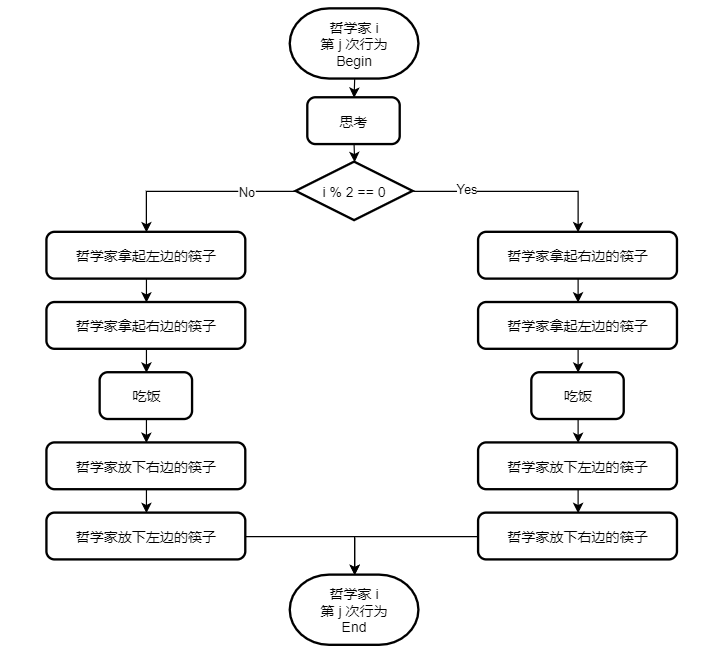 哲学家 i
第 j 次行为
Begin
思考
i % 2 == 0
No
Yes
哲学家拿起左边的筷子
哲学家拿起右边的筷子
吃饭
哲学家放下右边的筷子
哲学家放下左边的筷子
哲学家拿起右边的筷子
哲学家拿起左边的筷子
吃饭
哲学家放下左边的筷子
哲学家放下右边的筷子
哲学家 i
第 j 次行为
End